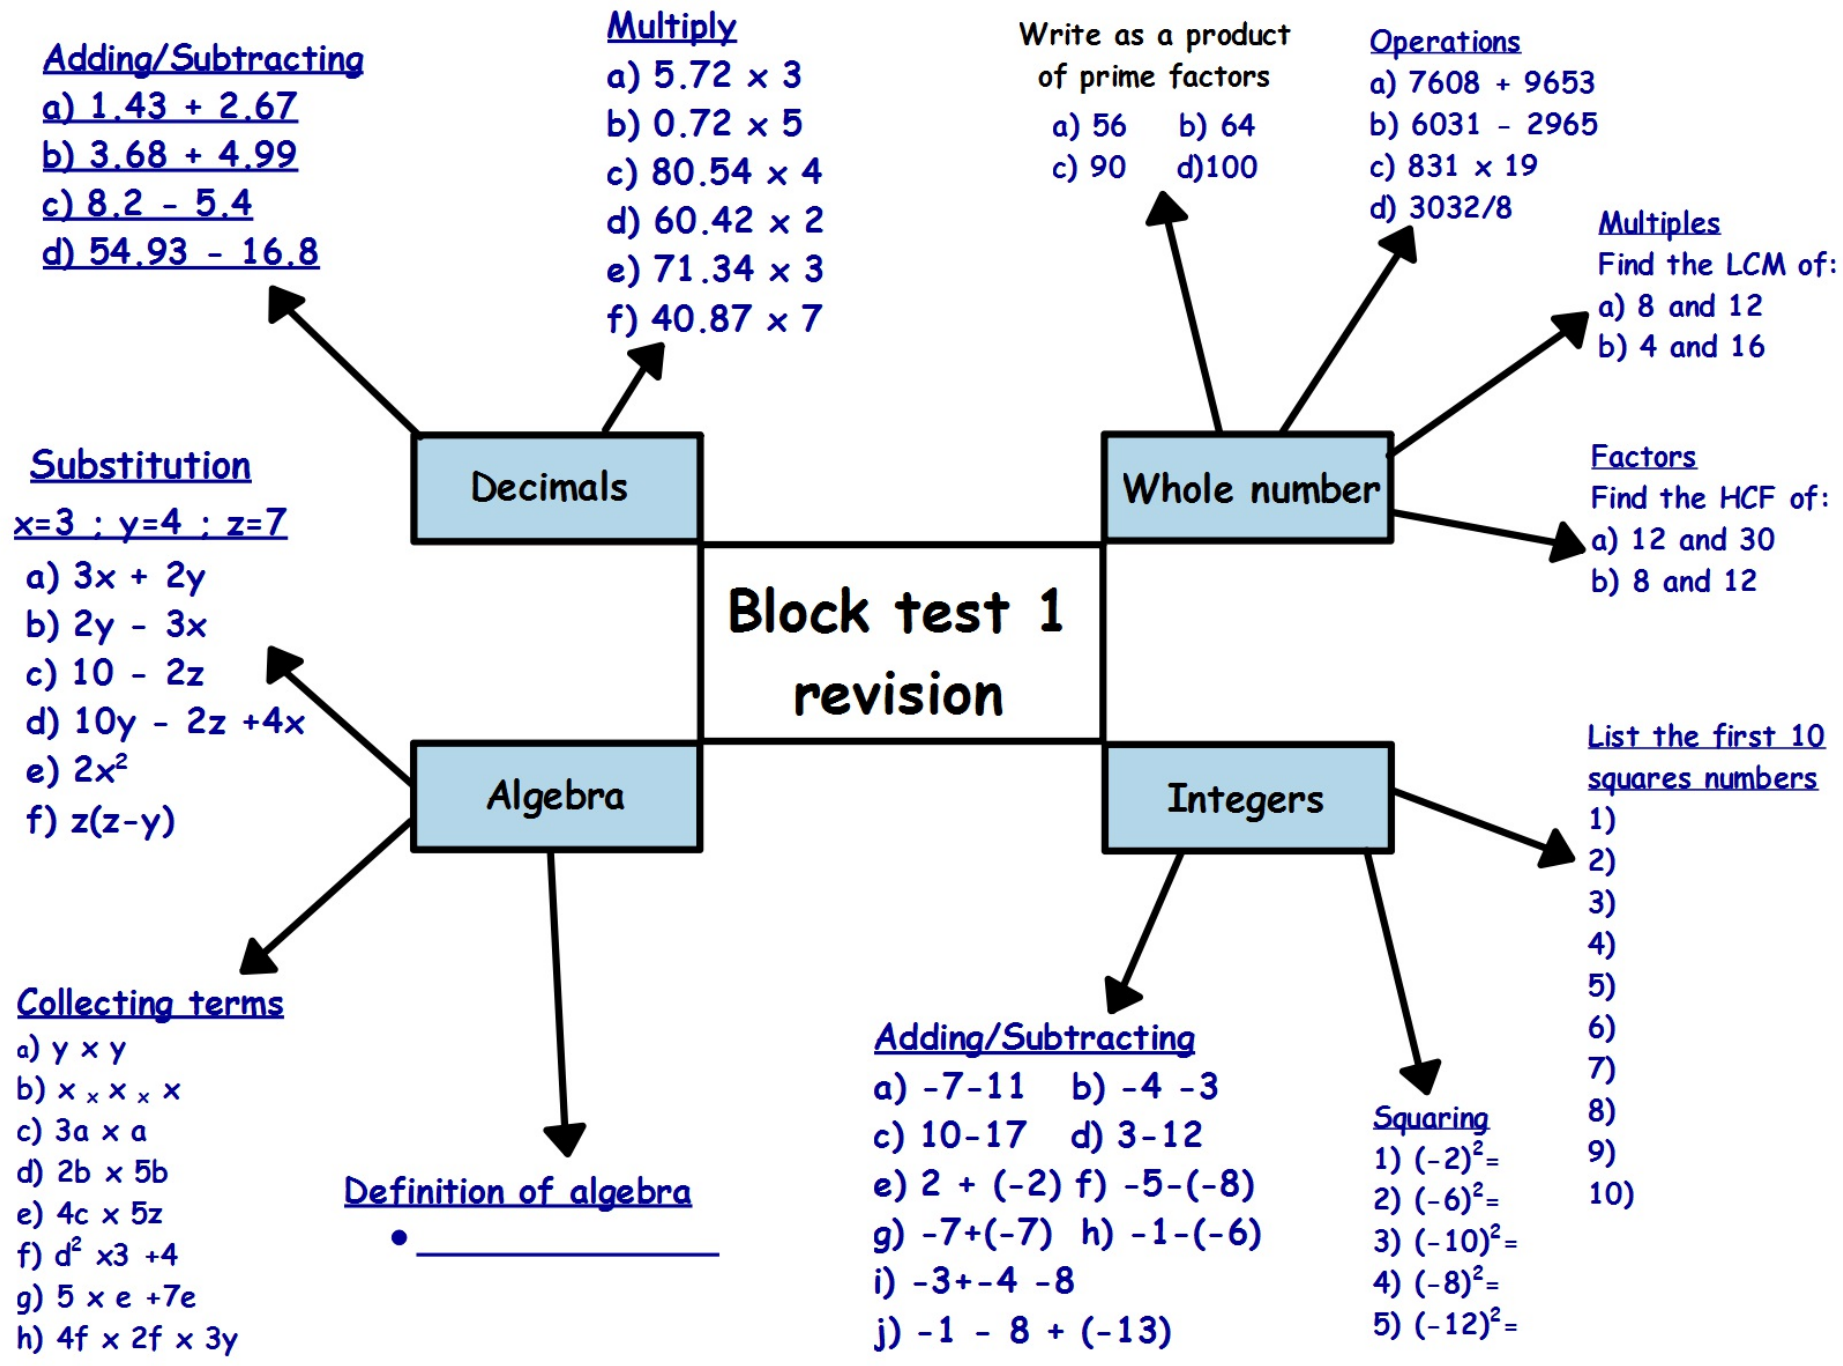 Adding/Subtracting
a) 1.43 + 2.67
b) 3.68 + 4.99
c) 8.2 - 5.4
d) 54.93 - 16.8
Multiply
a) 5.72 x 3
b) 0.72 x 5
c) 80.54 x 4
d) 60.42 x 2
e) 71.34 x 3
f) 40.87 x 7
Write as a product
of prime factors
a) 56 b) 64
c) 90 d)100
Operations
a) 7608 + 9653
b) 6031 - 2965
c) 831 x 19
d) 3032/8
Multiples
Find the LCM of:
a) 8 and 12
b) 4 and 16
Factors
Find the HCF of:
a) 12 and 30
b) 8 and 12
Decimals
Whole number
Block test 1
revision
Algebra
Integers
Substitution
x=3 ; y=4 ; z=7
a) 3x + 2y
b) 2y - 3x
c) 10 - 2z
d) 10y - 2z +4x
e) 2x²
f) z(z-y)
Collecting terms
a) y x y
b) x x x x x
c) 3a x a
d) 2b x 5b
e) 4c x 5z
f) d² x3 +4
g) 5 x e +7e
h) 4f x 2f x 3y
Definition of algebra
• ________________
Adding/Subtracting
a) -7-11 b) -4 -3
c) 10-17 d) 3-12
e) 2 + (-2) f) -5-(-8)
g) -7+(-7) h) -1-(-6)
i) -3+-4 -8
j) -1 - 8 + (-13)
Squaring
1) (-2)²=
2) (-6)²=
3) (-10)²=
4) (-8)²=
5) (-12)²=
List the first 10
squares numbers
1)
2)
3)
4)
5)
6)
7)
8)
9)
10)